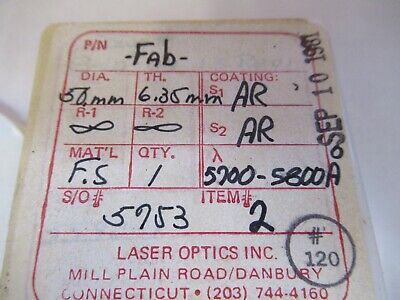 P/N -Fab-
DIA. TH. COATING:
50mm 6.35mm S1 AR
R-1 R-2
∞ ∞ S2 AR
MAT'L QTY. λ
F.S 1 5700-5800A
S/O# 5753 ITEM# 2
SEP 10 1981
# 120
LASER OPTICS INC.
MILL PLAIN ROAD/DANBURY
CONNECTICUT • (203) 744-4160